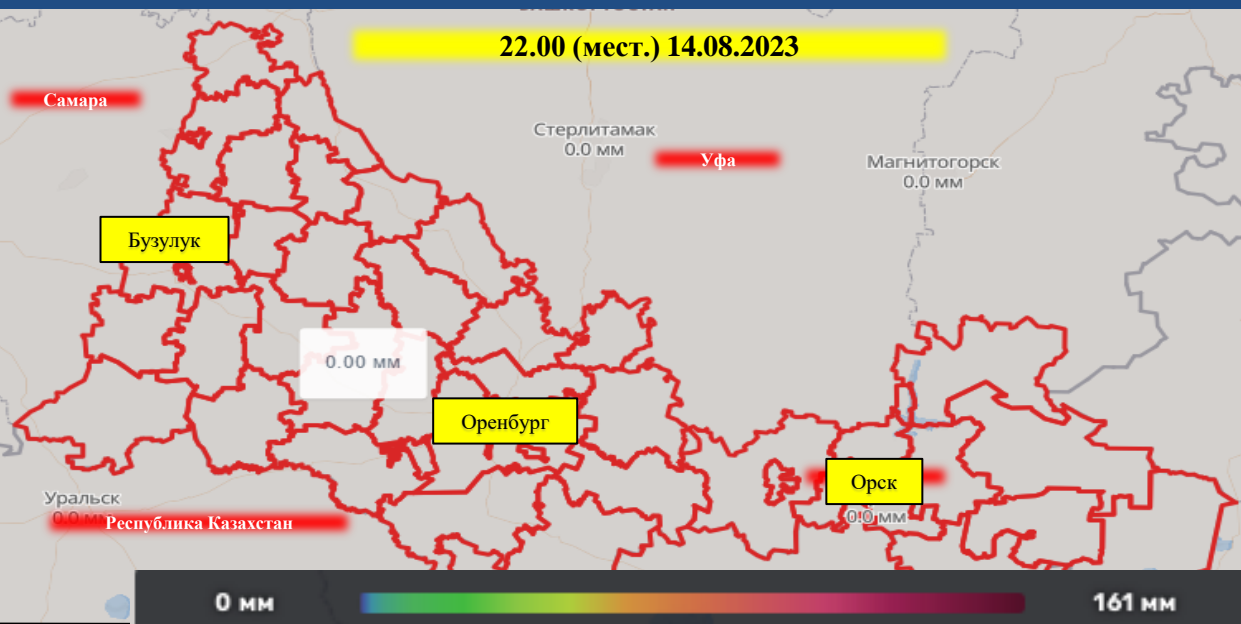 22.00 (мест.) 14.08.2023
Самара
Стерлитамак
0.0 мм
Уфа
Магнитогорск
0.0 мм
Бузулук
0.00 мм
Оренбург
Орск
0.0 мм
Уральск
0.0 мм
Республика Казахстан
0 мм
161 мм